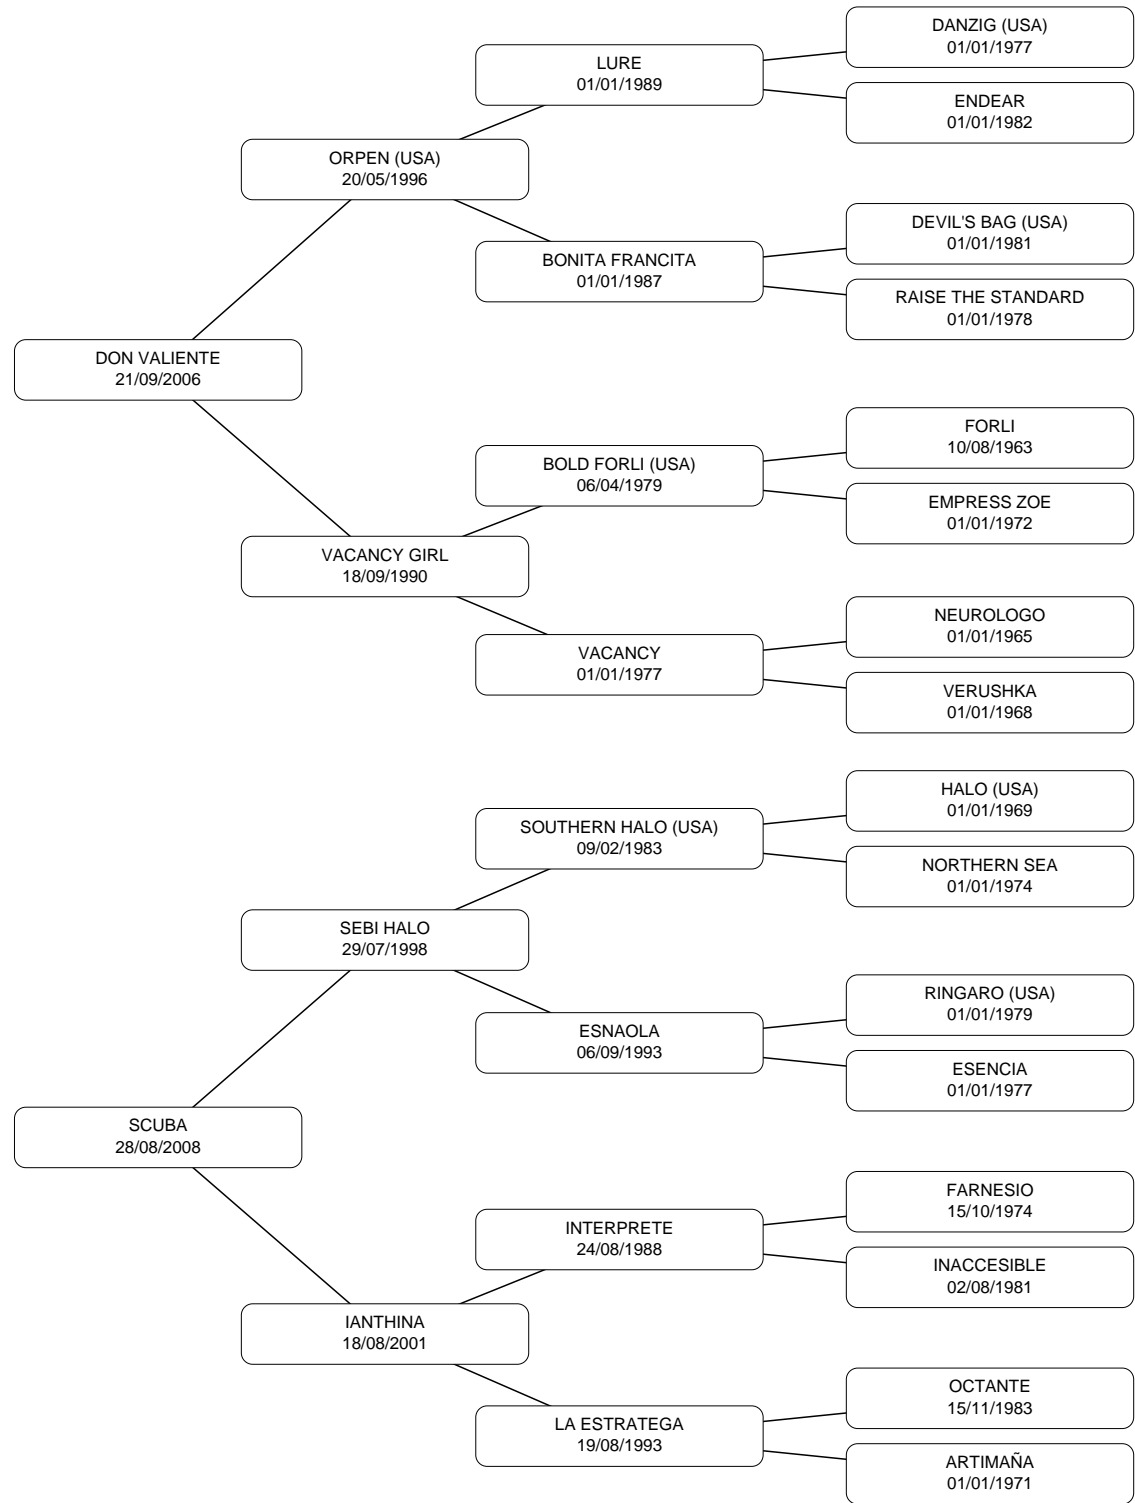 DANZIG (USA)
01/01/1977
LURE
01/01/1989
ENDEAR
01/01/1982
ORPEN (USA)
20/05/1996
DEVIL'S BAG (USA)
01/01/1981
BONITA FRANCITA
01/01/1987
RAISE THE STANDARD
01/01/1978
DON VALIENTE
21/09/2006
FORLI
10/08/1963
BOLD FORLI (USA)
06/04/1979
EMPRESS ZOE
01/01/1972
VACANCY GIRL
18/09/1990
NEUROLOGO
01/01/1965
VACANCY
01/01/1977
VERUSHKA
01/01/1968
HALO (USA)
01/01/1969
SOUTHERN HALO (USA)
09/02/1983
NORTHERN SEA
01/01/1974
SEBI HALO
29/07/1998
RINGARO (USA)
01/01/1979
ESNAOLA
06/09/1993
ESENCIA
01/01/1977
SCUBA
28/08/2008
FARNESIO
15/10/1974
INTERPRETE
24/08/1988
INACCESIBLE
02/08/1981
IANTHINA
18/08/2001
OCTANTE
15/11/1983
LA ESTRATEGA
19/08/1993
ARTIMAÑA
01/01/1971